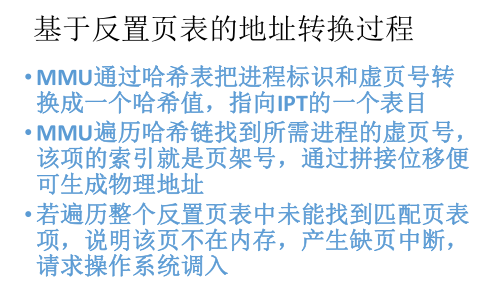 基于反置页表的地址转换过程
•MMU通过哈希表把进程标识和虚页号转
换成一个哈希值，指向IPT的一个表目
•MMU遍历哈希链找到所需进程的虚页号，
该项的索引就是页架号，通过拼接位移便
可生成物理地址
•若遍历整个反置页表中未能找到匹配页表
项，说明该页不在内存，产生缺页中断，
请求操作系统调入